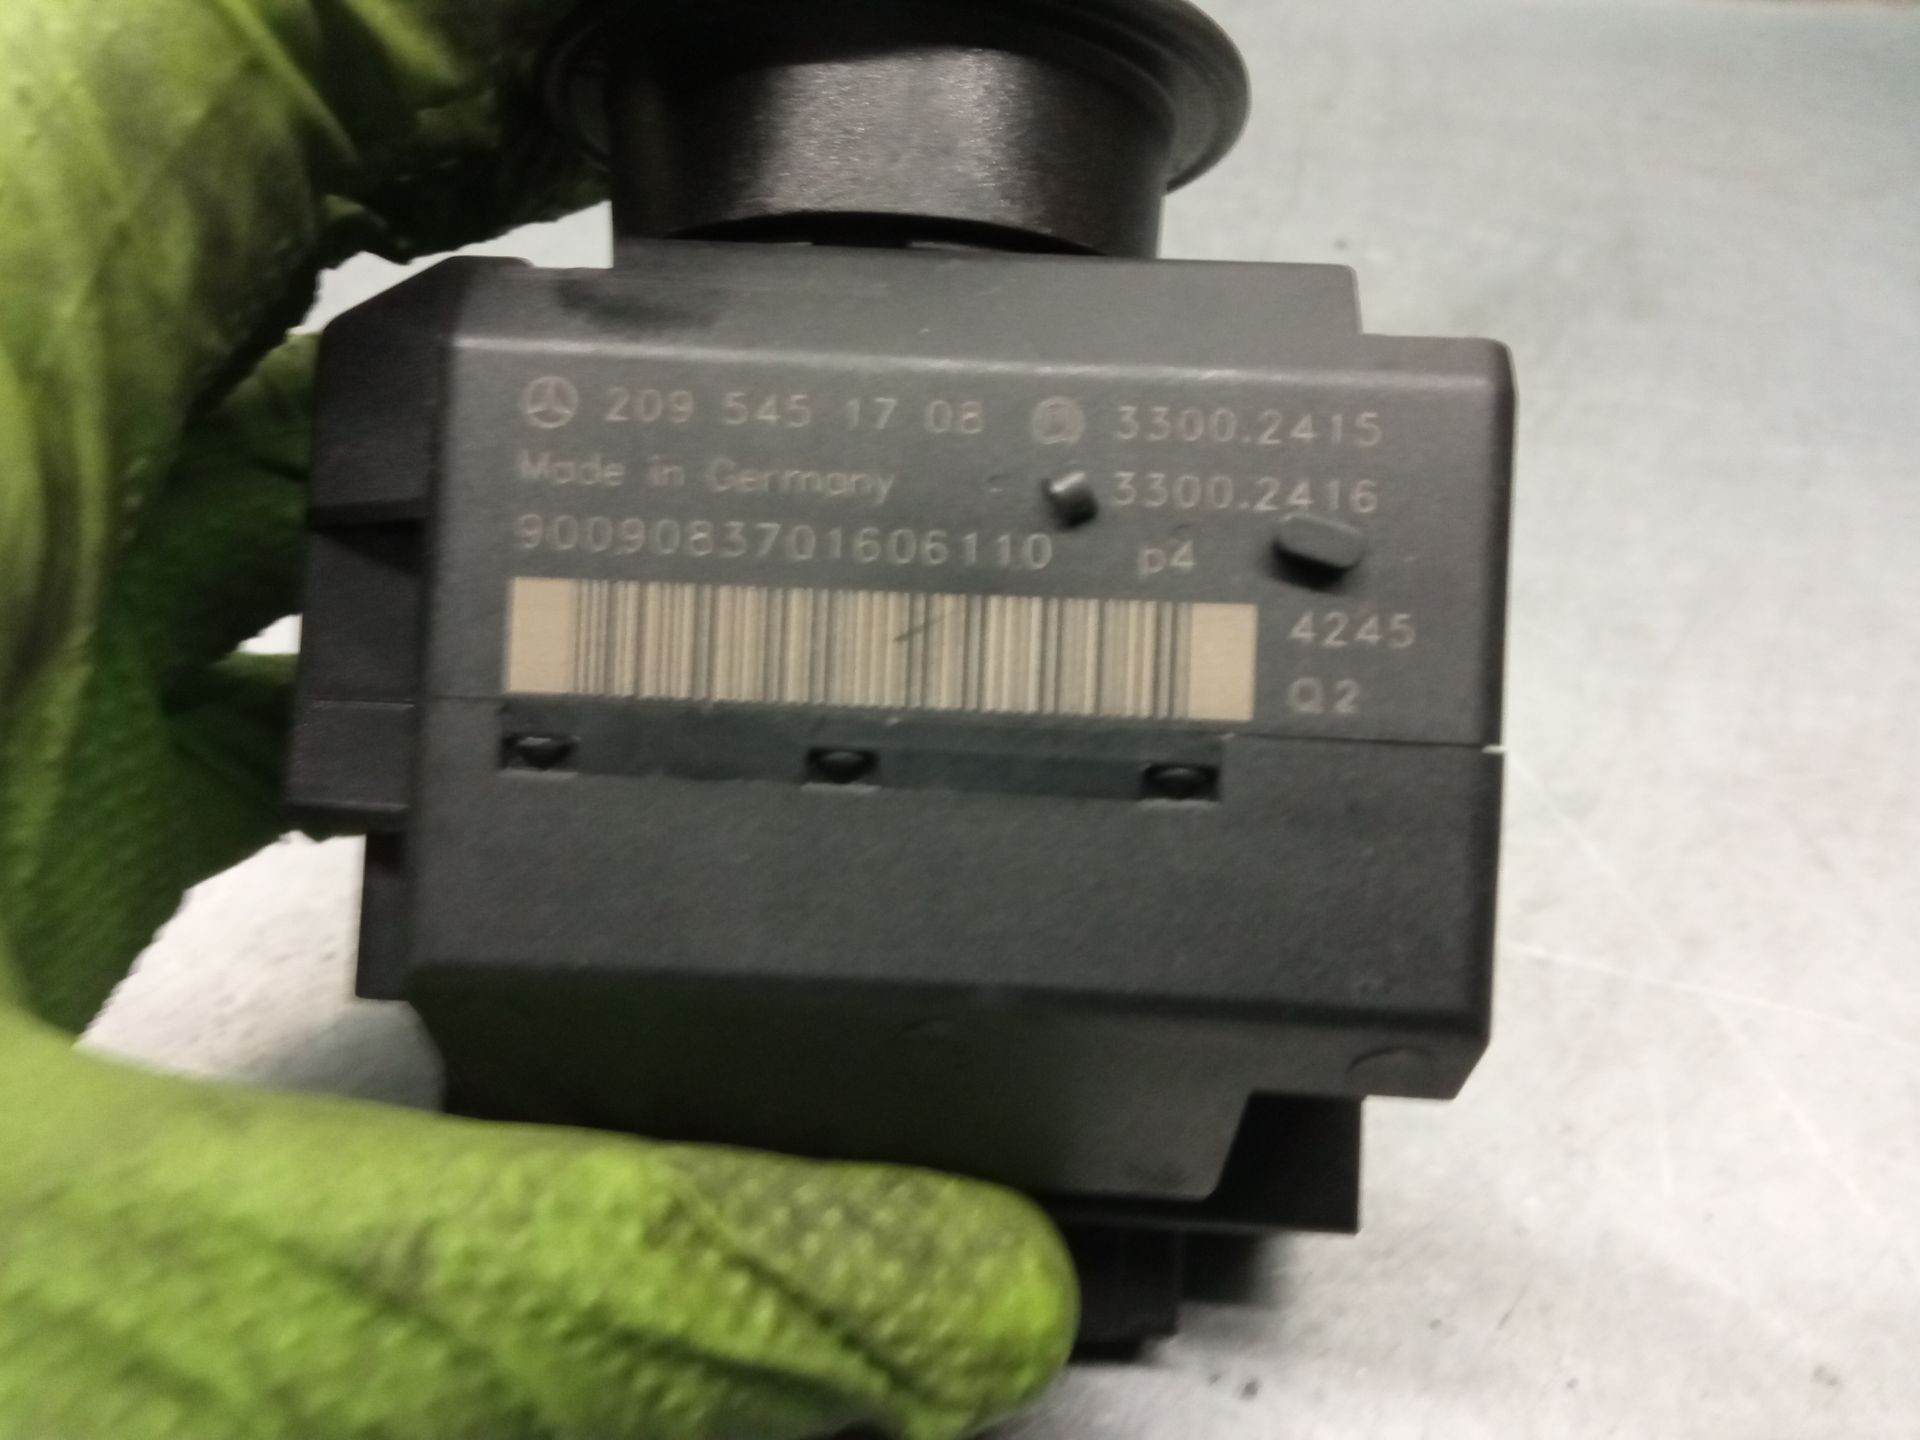 209 545 17 08 3300.2415
Made in Germany 3300.2416
9009083701606110 p4
4245
Q2